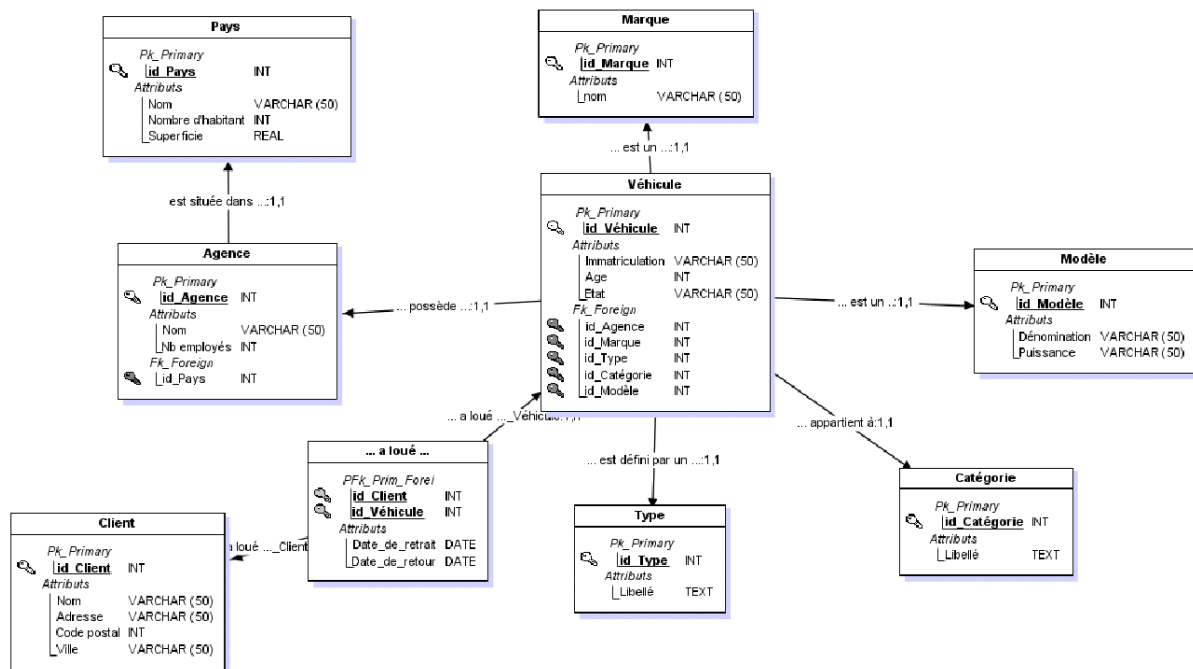 Pays
Pk_Primary
id_Pays INT
Attributs
Nom VARCHAR (50)
Nombre d'habitant INT
Superficie REAL
Marque
Pk_Primary
id_Marque INT
Attributs
nom VARCHAR (50)
... est un ...:1,1
est située dans ...:1,1
Véhicule
Pk_Primary
id_Véhicule INT
Attributs
Immatriculation VARCHAR (50)
Age INT
Etat VARCHAR (50)
Fk_Foreign
id_Agence INT
id_Marque INT
id_Type INT
id_Catégorie INT
id_Modèle INT
Agence
Pk_Primary
id_Agence INT
Attributs
Nom VARCHAR (50)
Nb employés INT
Fk_Foreign
id_Pays INT
... possède ...:1,1
... est un ..:1,1
Modèle
Pk_Primary
id_Modèle INT
Attributs
Dénomination VARCHAR (50)
Puissance VARCHAR (50)
... a loué ..._Véhicule:1,n
... appartient à:1,1
... est défini par un ...:1,1
... a loué ...
PFk_Prim_Forei
id_Client INT
id_Véhicule INT
Attributs
Date_de_retrait DATE
Date_de_retour DATE
a loué ..._Client
Catégorie
Pk_Primary
id_Catégorie INT
Attributs
Libellé TEXT
Type
Pk_Primary
id_Type INT
Attributs
Libellé TEXT
Client
Pk_Primary
id_Client INT
Attributs
Nom VARCHAR (50)
Adresse VARCHAR (50)
Code postal INT
Ville VARCHAR (50)